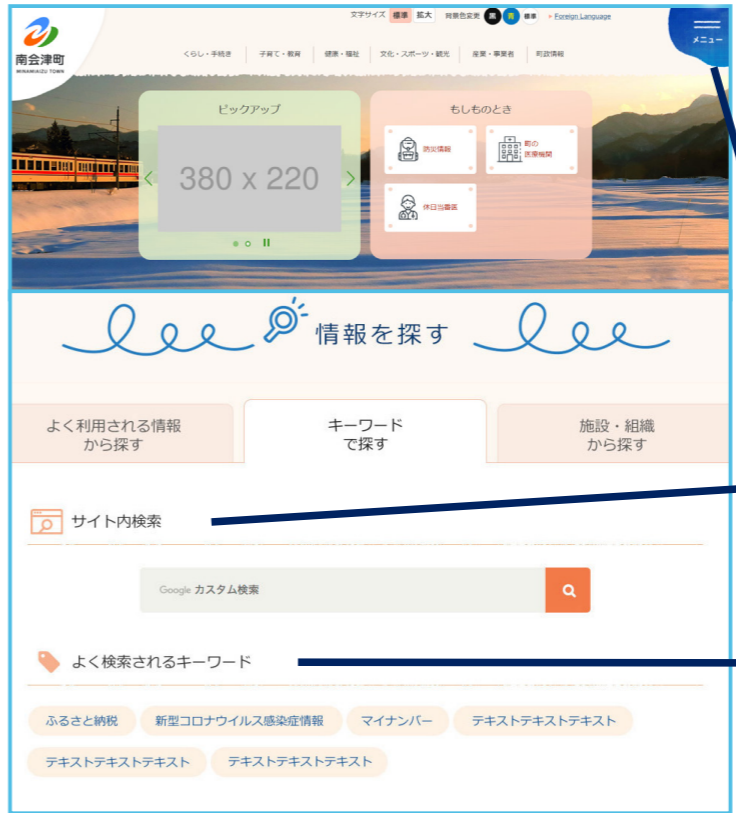 文字サイズ 標準 拡大 背景色変更 黒 青 標準 Foreign Language
メニュー
南会津町
MINAMIAIZU TOWN
くらし・手続き 子育て・教育 健康・福祉 文化・スポーツ・観光 産業・事業者 町政情報
ピックアップ
380 x 220
もしものとき
防災情報
町の
医療機関
休日当番医
情報を探す
よく利用される情報
から探す
キーワード
で探す
施設・組織
から探す
サイト内検索
Google カスタム検索
よく検索されるキーワード
ふるさと納税 新型コロナウイルス感染症情報 マイナンバー テキストテキストテキスト
テキストテキストテキスト テキストテキストテキスト